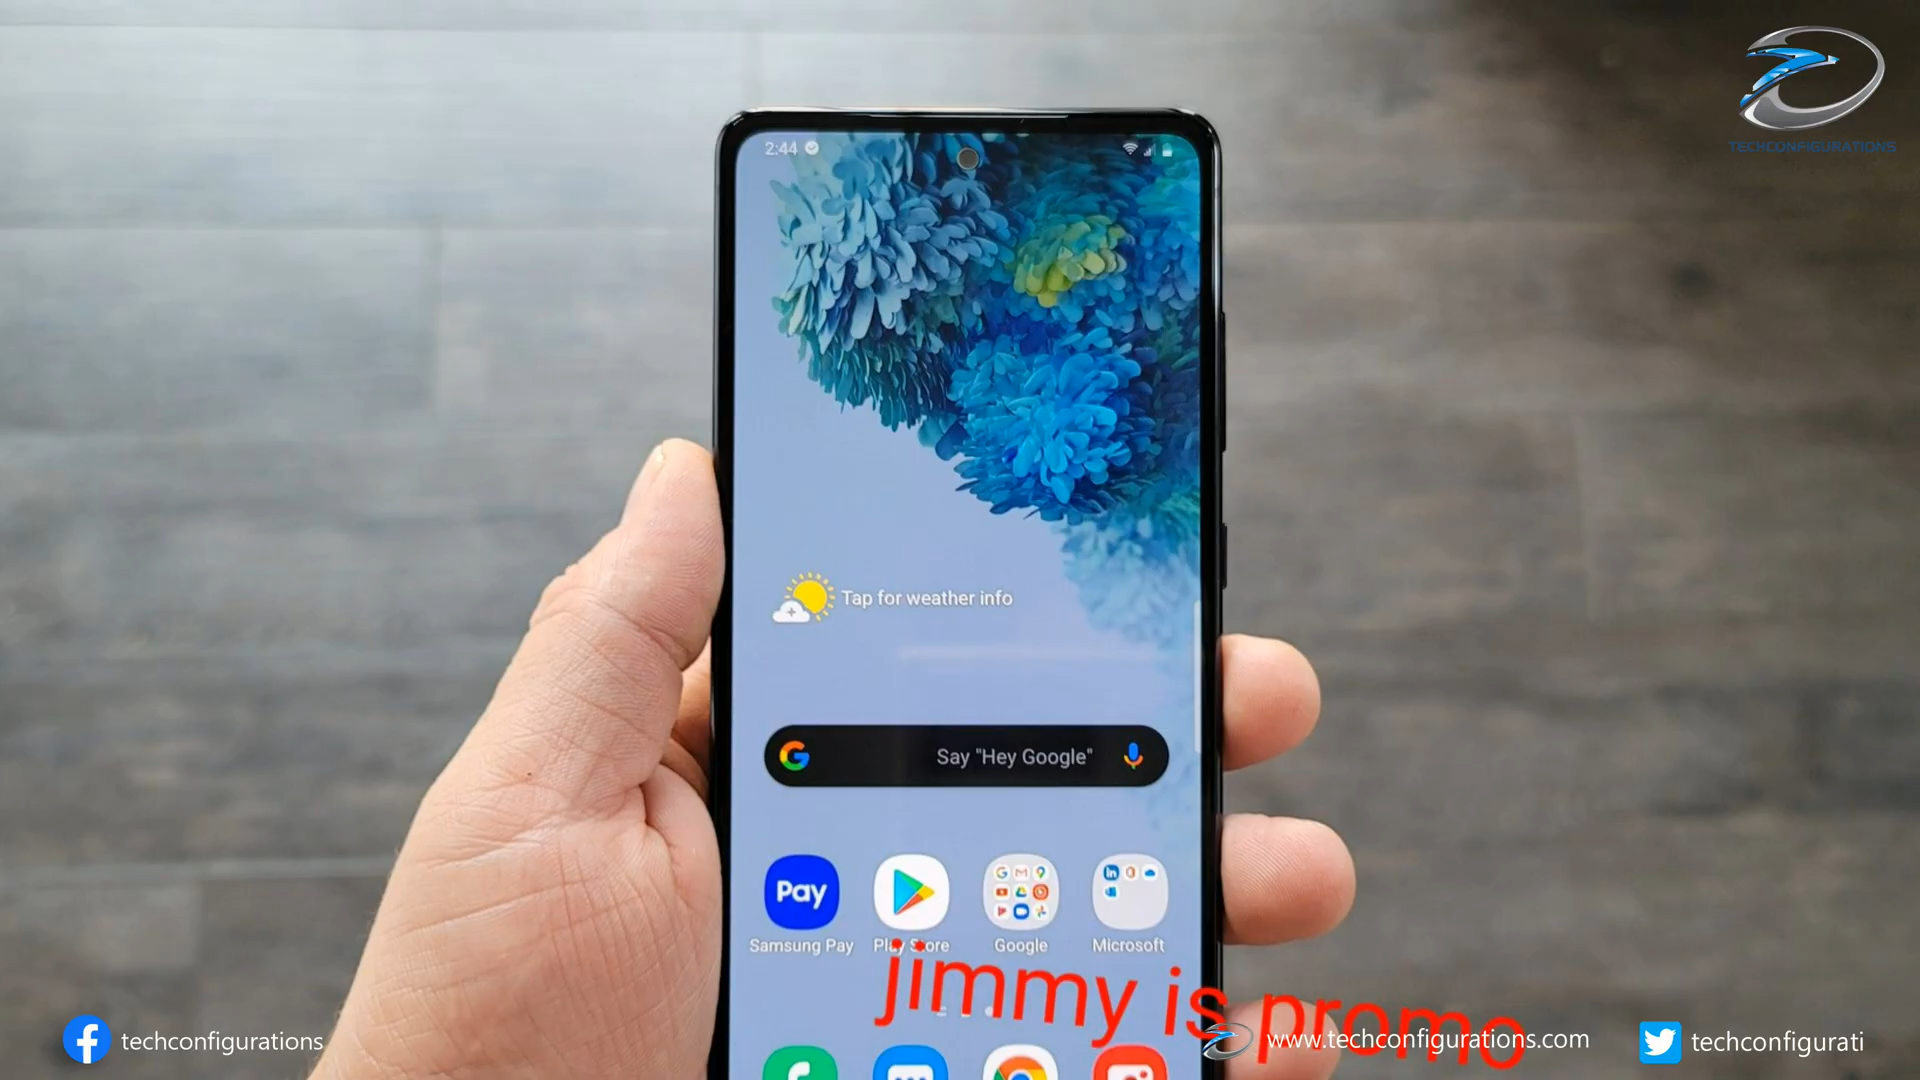 TECHCONFIGURATIONS
2:44
Tap for weather info
Say "Hey Google"
Pay
Samsung Pay
Play Store
Google
Microsoft
jimmy is promo
techconfigurations
www.techconfigurations.com
techconfigurati